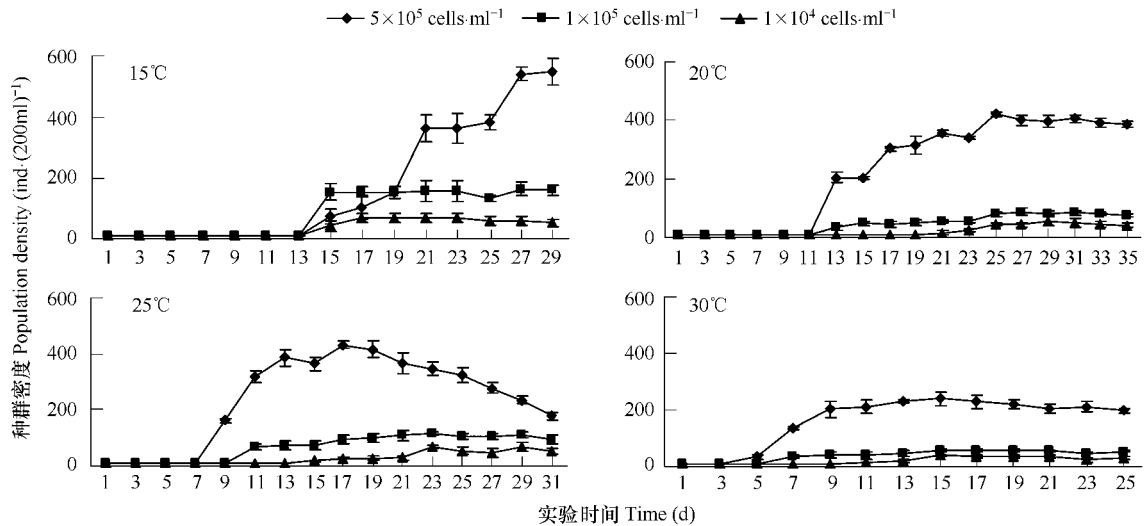 5×10⁵ cells·ml⁻¹ 1×10⁵ cells·ml⁻¹ 1×10⁴ cells·ml⁻¹
种群密度 Population density (ind·(200ml)⁻¹)
15℃
600
400
200
0
1 3 5 7 9 11 13 15 17 19 21 23 25 27 29
20℃
600
400
200
0
1 3 5 7 9 11 13 15 17 19 21 23 25 27 29 31 33 35
25℃
600
400
200
0
1 3 5 7 9 11 13 15 17 19 21 23 25 27 29 31
30℃
600
400
200
0
1 3 5 7 9 11 13 15 17 19 21 23 25
实验时间 Time (d)